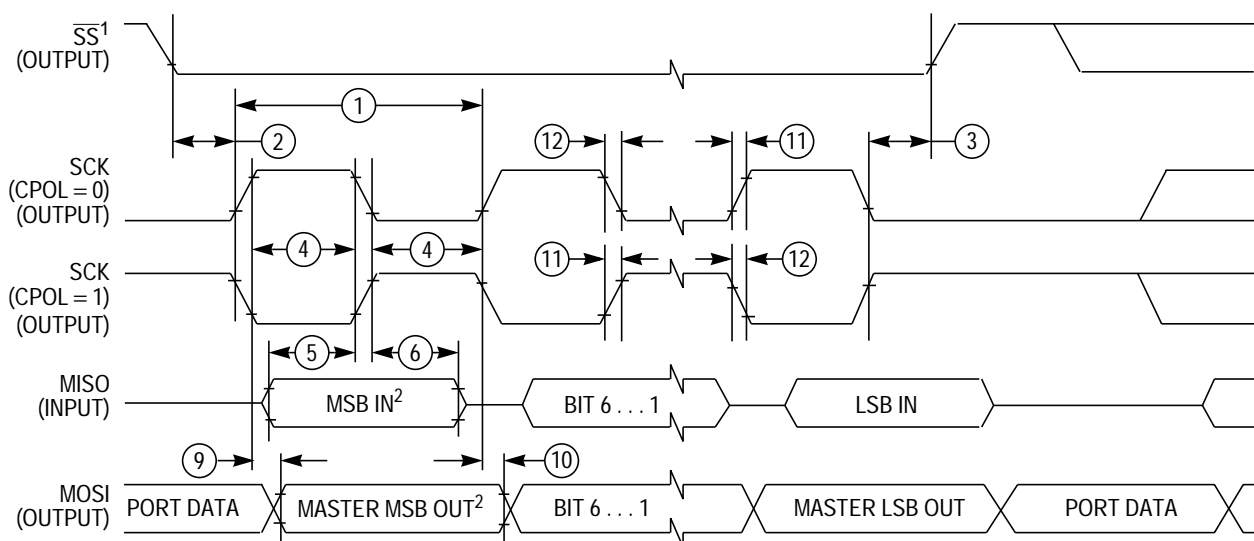 SS¹
(OUTPUT)
1
2
12
11
3
SCK
(CPOL = 0)
(OUTPUT)
4
4
SCK
(CPOL = 1)
(OUTPUT)
11
12
5
6
MISO
(INPUT)
MSB IN²
BIT 6 . . . 1
LSB IN
9
10
MOSI
(OUTPUT)
PORT DATA
MASTER MSB OUT²
BIT 6 . . . 1
MASTER LSB OUT
PORT DATA